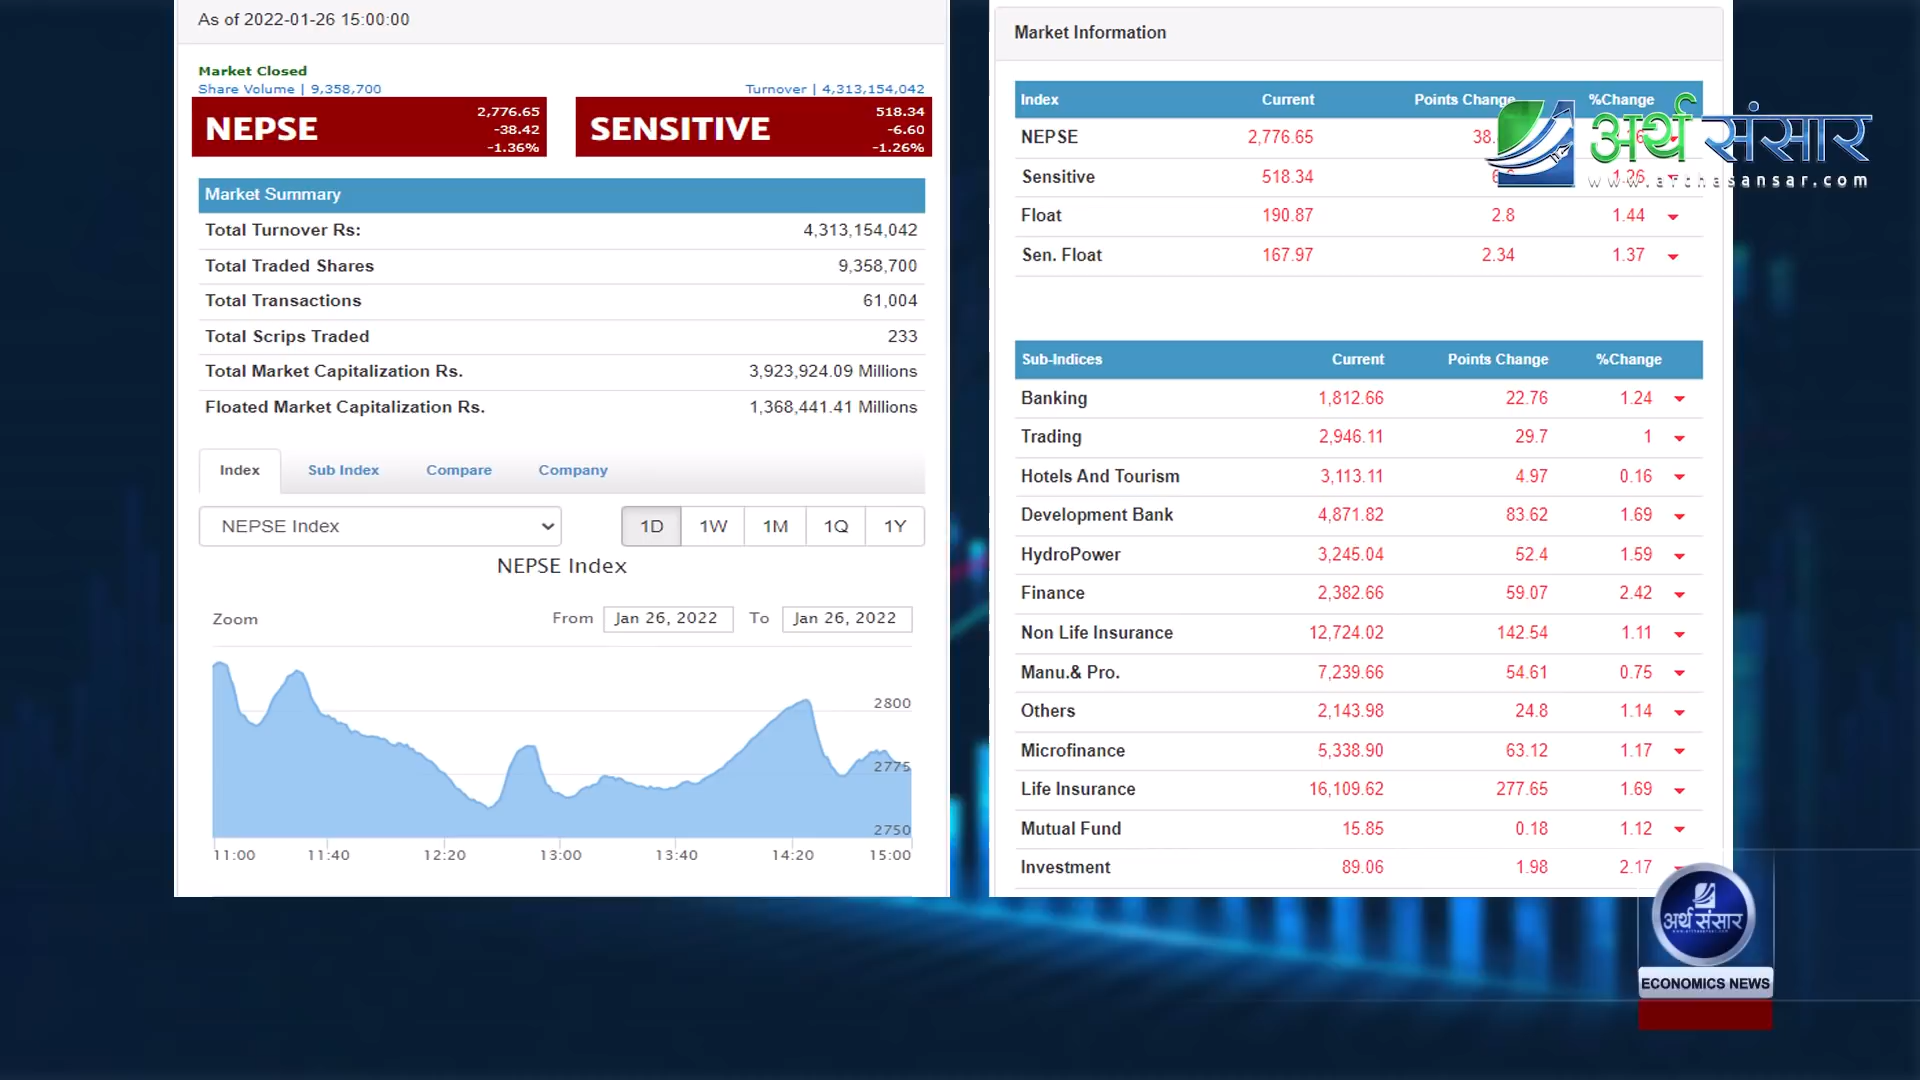 As of 2022-01-26 15:00:00
Market Closed
Share Volume | 9,358,700
Turnover | 4,313,154,042
NEPSE
2,776.65
-38.42
-1.36%
SENSITIVE
518.34
-6.60
-1.26%
Market Summary
Total Turnover Rs: 4,313,154,042
Total Traded Shares 9,358,700
Total Transactions 61,004
Total Scrips Traded 233
Total Market Capitalization Rs. 3,923,924.09 Millions
Floated Market Capitalization Rs. 1,368,441.41 Millions
Index Sub Index Compare Company
NEPSE Index 1D 1W 1M 1Q 1Y
NEPSE Index
Zoom From Jan 26, 2022 To Jan 26, 2022
2800
2775
2750
11:00 11:40 12:20 13:00 13:40 14:20 15:00
Market Information
Index Current Points Change %Change
NEPSE 2,776.65 38.
Sensitive 518.34 1.26
Float 190.87 2.8 1.44
Sen. Float 167.97 2.34 1.37
Sub-Indices Current Points Change %Change
Banking 1,812.66 22.76 1.24
Trading 2,946.11 29.7 1
Hotels And Tourism 3,113.11 4.97 0.16
Development Bank 4,871.82 83.62 1.69
HydroPower 3,245.04 52.4 1.59
Finance 2,382.66 59.07 2.42
Non Life Insurance 12,724.02 142.54 1.11
Manu.& Pro. 7,239.66 54.61 0.75
Others 2,143.98 24.8 1.14
Microfinance 5,338.90 63.12 1.17
Life Insurance 16,109.62 277.65 1.69
Mutual Fund 15.85 0.18 1.12
Investment 89.06 1.98 2.17
अर्थ संसार
www.arthasansar.com
अर्थ संसार
ECONOMICS NEWS